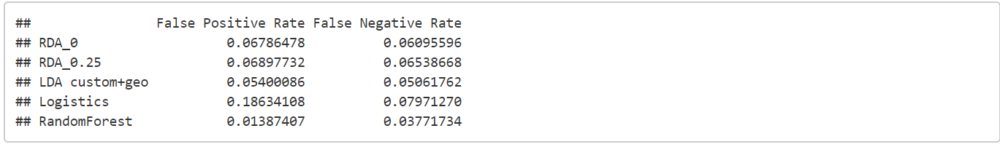 ##                False Positive Rate False Negative Rate
## RDA_0                   0.06786478          0.06095596
## RDA_0.25                0.06897732          0.06538668
## LDA custom+geo          0.05400086          0.05061762
## Logistics               0.18634108          0.07971270
## RandomForest            0.01387407          0.03771734